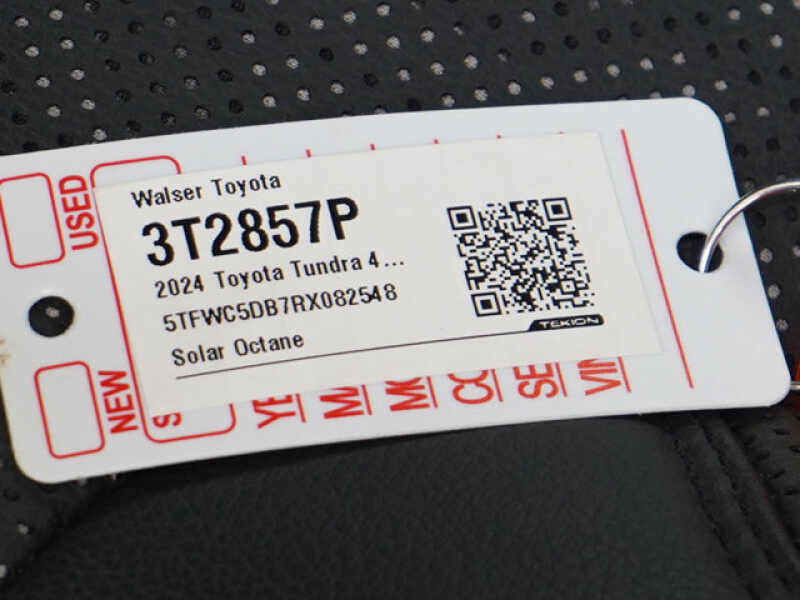 Walser Toyota
3T2857P
2024 Toyota Tundra 4...
5TFWC5DB7RX082548
Solar Octane
TEKION
USED
NEW